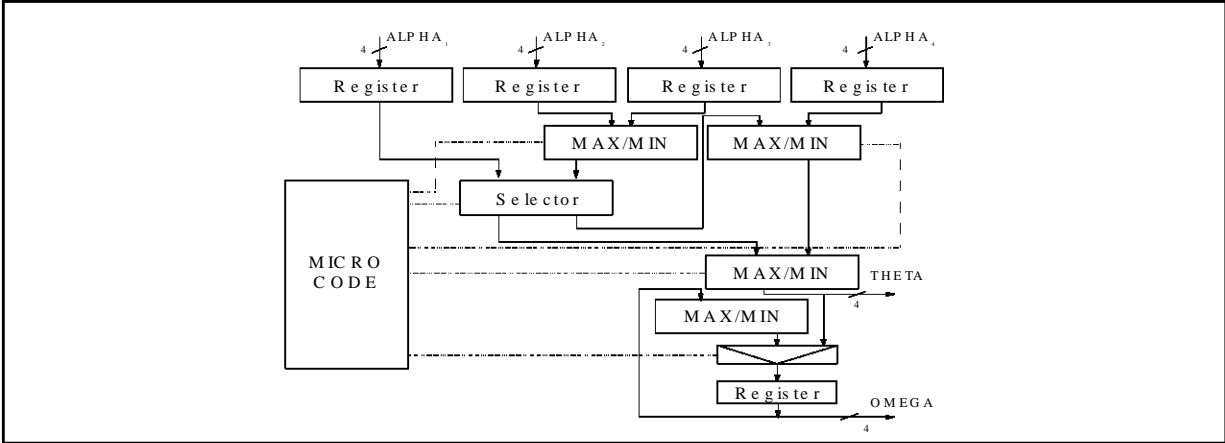 4 ALPHA₁ 4 ALPHA₂ 4 ALPHA₃ 4 ALPHA₄
Register Register Register Register
MAX/MIN MAX/MIN
Selector
MICRO
CODE
MAX/MIN THETA
4
MAX/MIN
Register OMEGA
4